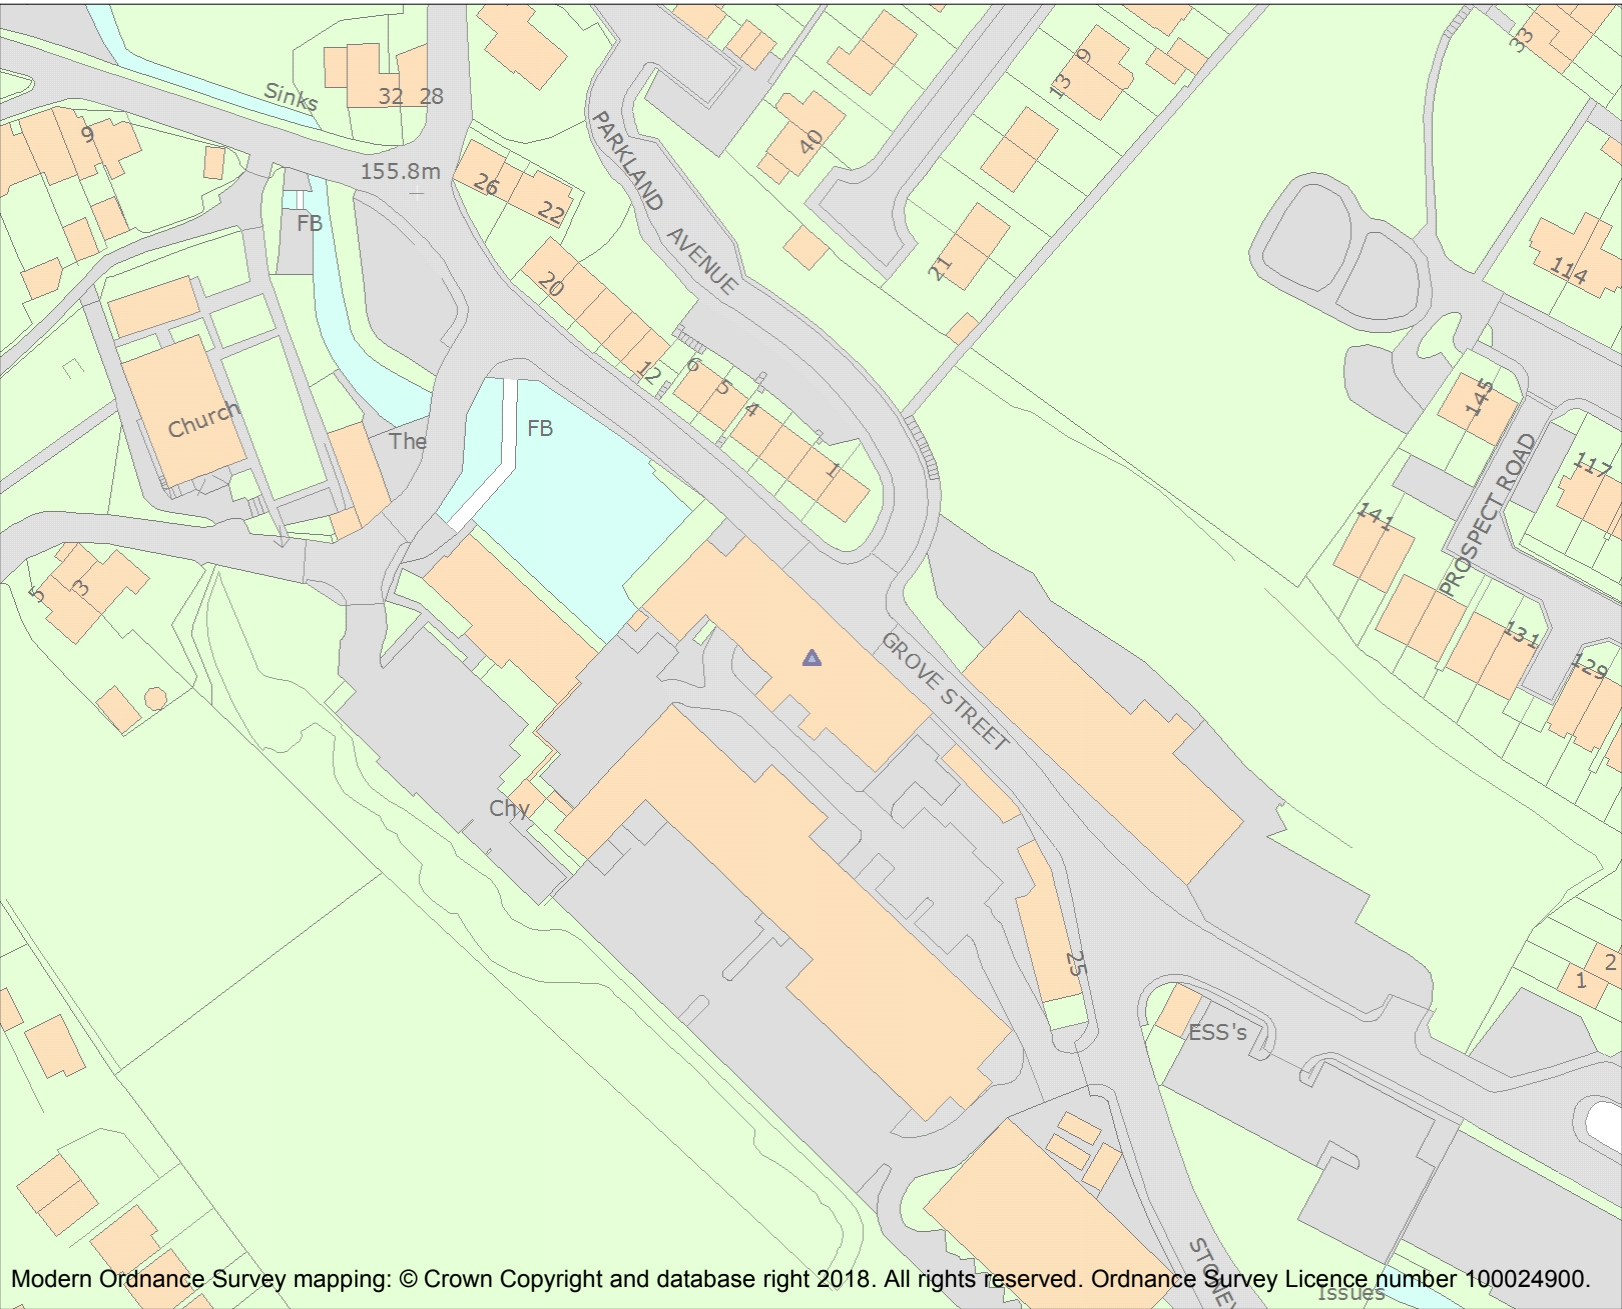 33
9
13
Sinks
32 28
9
40
PARKLAND AVENUE
155.8m
26
22
FB
21
114
20
12
6
5
4
1
145
Church
The
FB
117
141
PROSPECT ROAD
5
3
131
129
GROVE STREET
Chy
25
2
1
ESS's
STONEY
Issues
Modern Ordnance Survey mapping: © Crown Copyright and database right 2018. All rights reserved. Ordnance Survey Licence number 100024900.